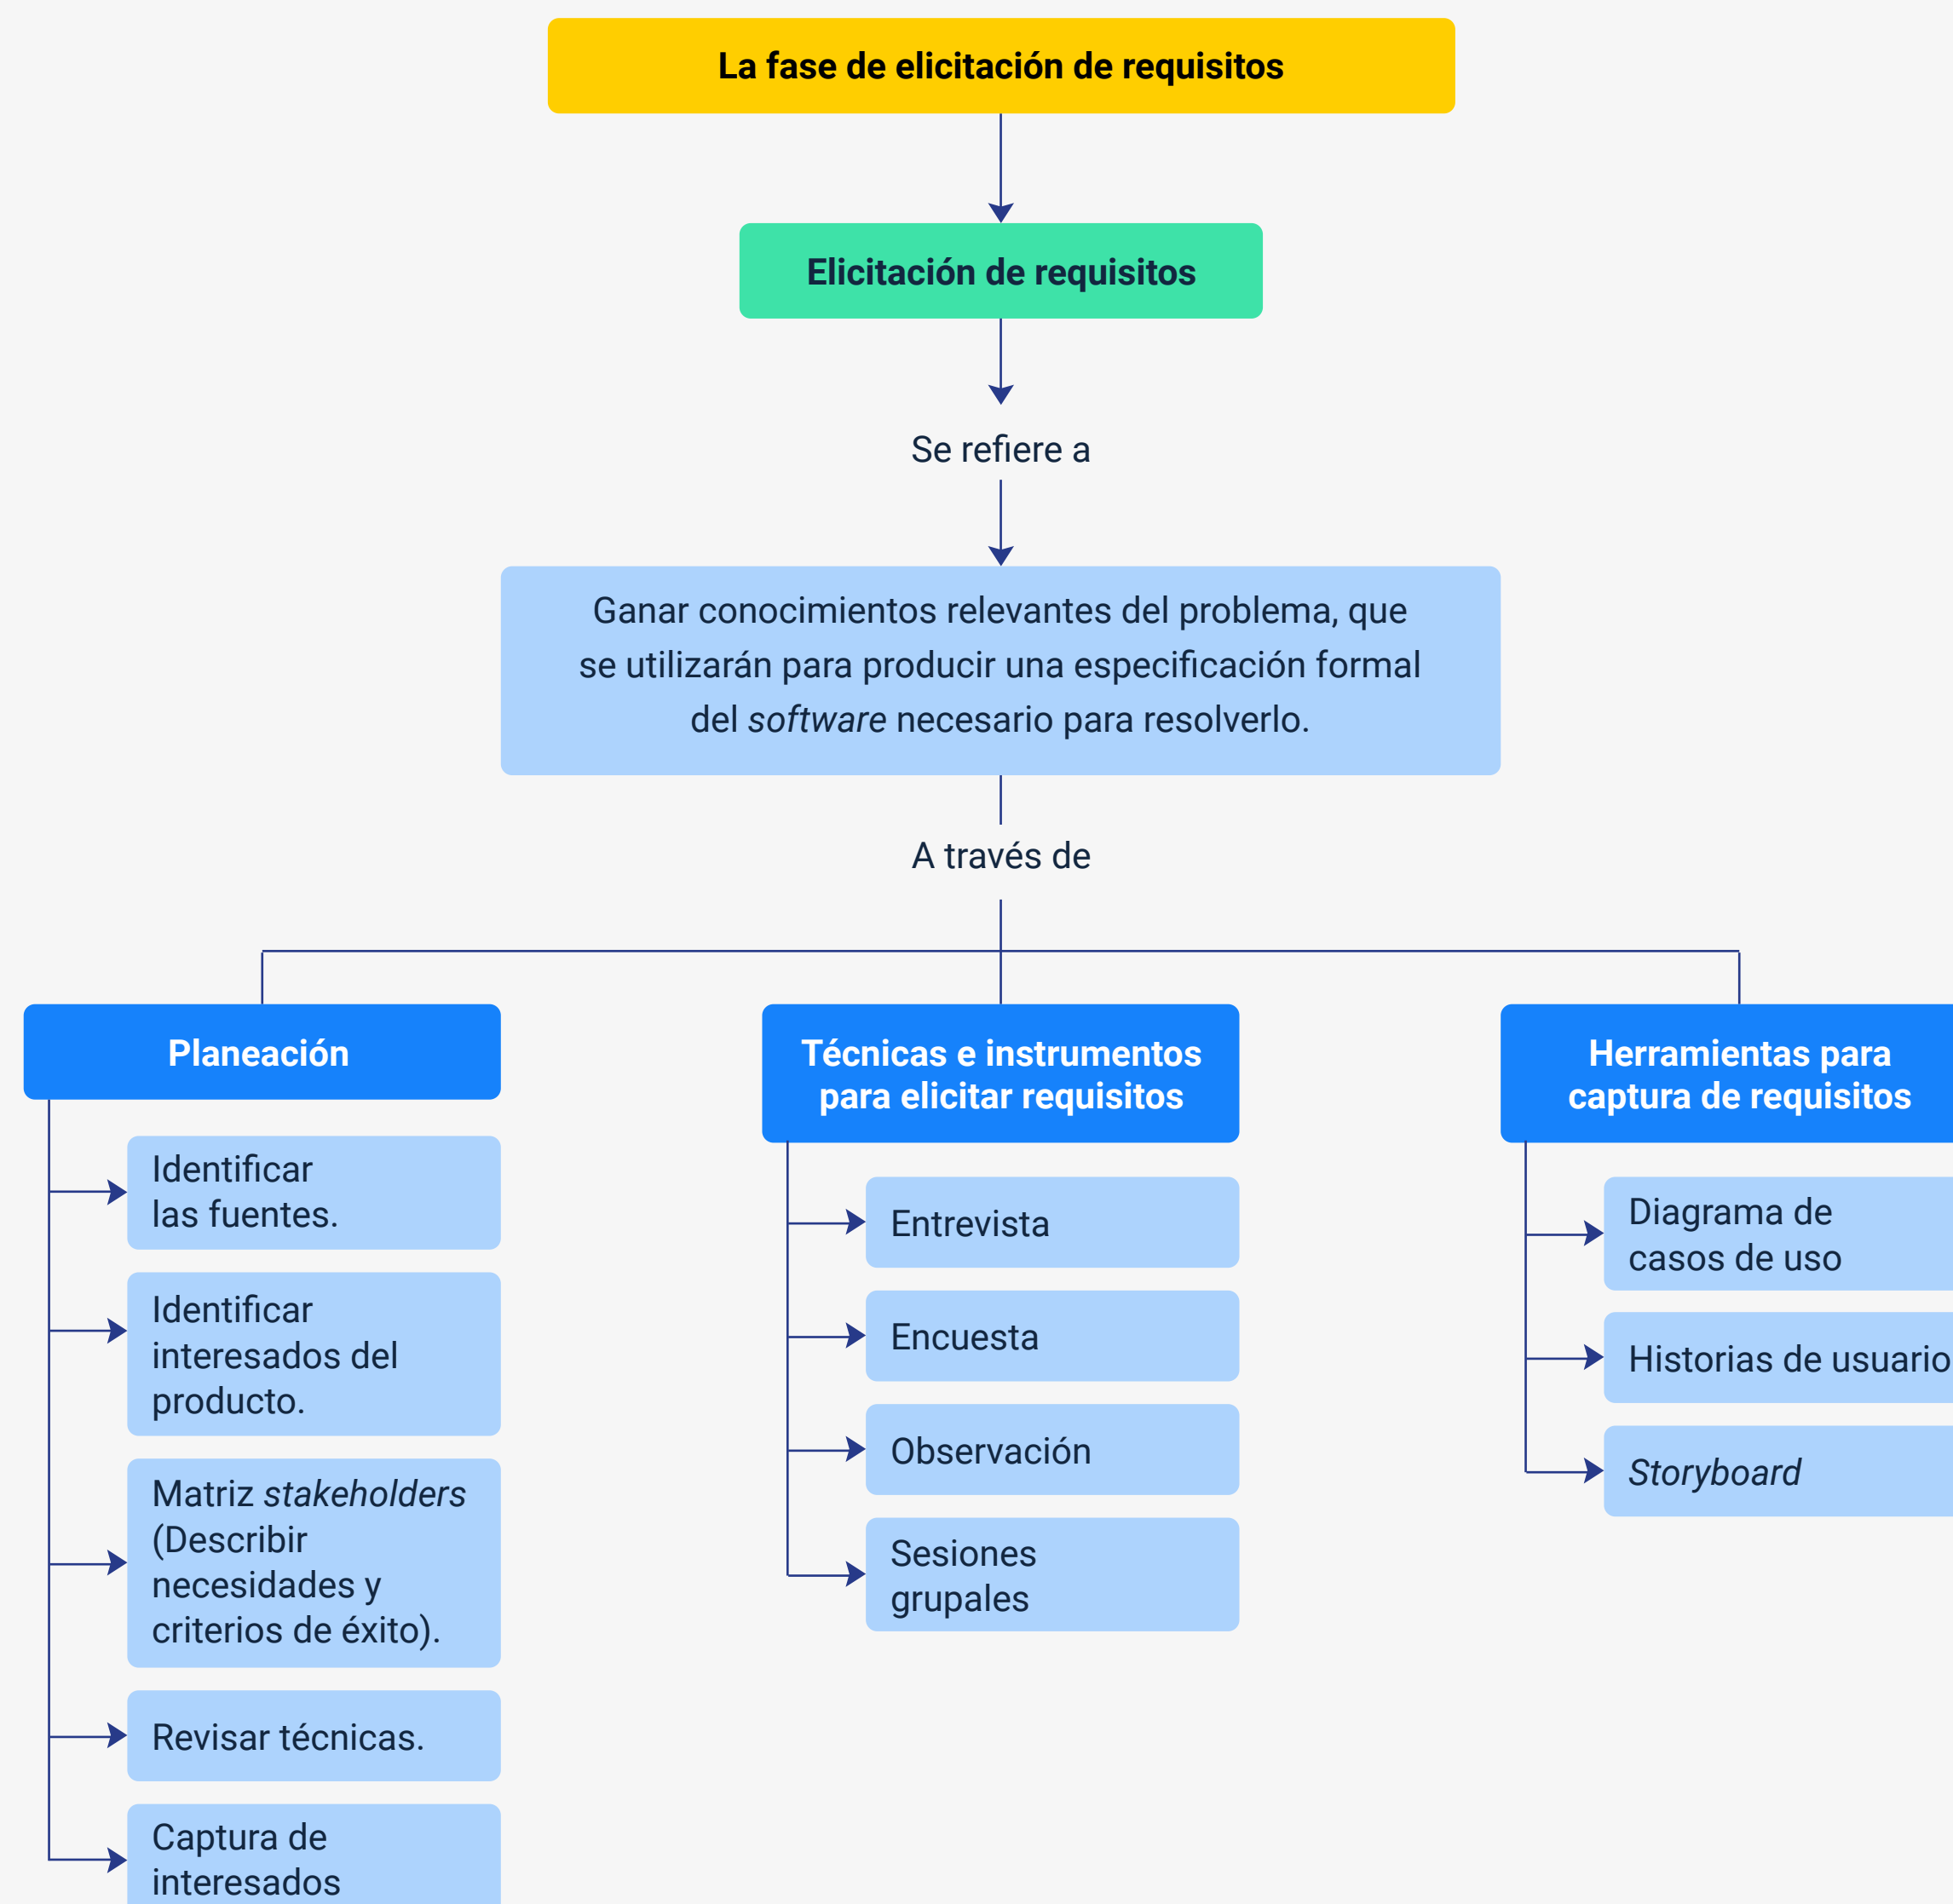 La fase de elicitación de requisitos
Elicitación de requisitos
Se refiere a
Ganar conocimientos relevantes del problema, que
se utilizarán para producir una especificación formal
del software necesario para resolverlo.
A través de
Planeación
Identificar
las fuentes.
Identificar
interesados del
producto.
Matriz stakeholders
(Describir
necesidades y
criterios de éxito).
Revisar técnicas.
Captura de
interesados
Técnicas e instrumentos
para elicitar requisitos
Entrevista
Encuesta
Observación
Sesiones
grupales
Herramientas para
captura de requisitos
Diagrama de
casos de uso
Historias de usuario
Storyboard